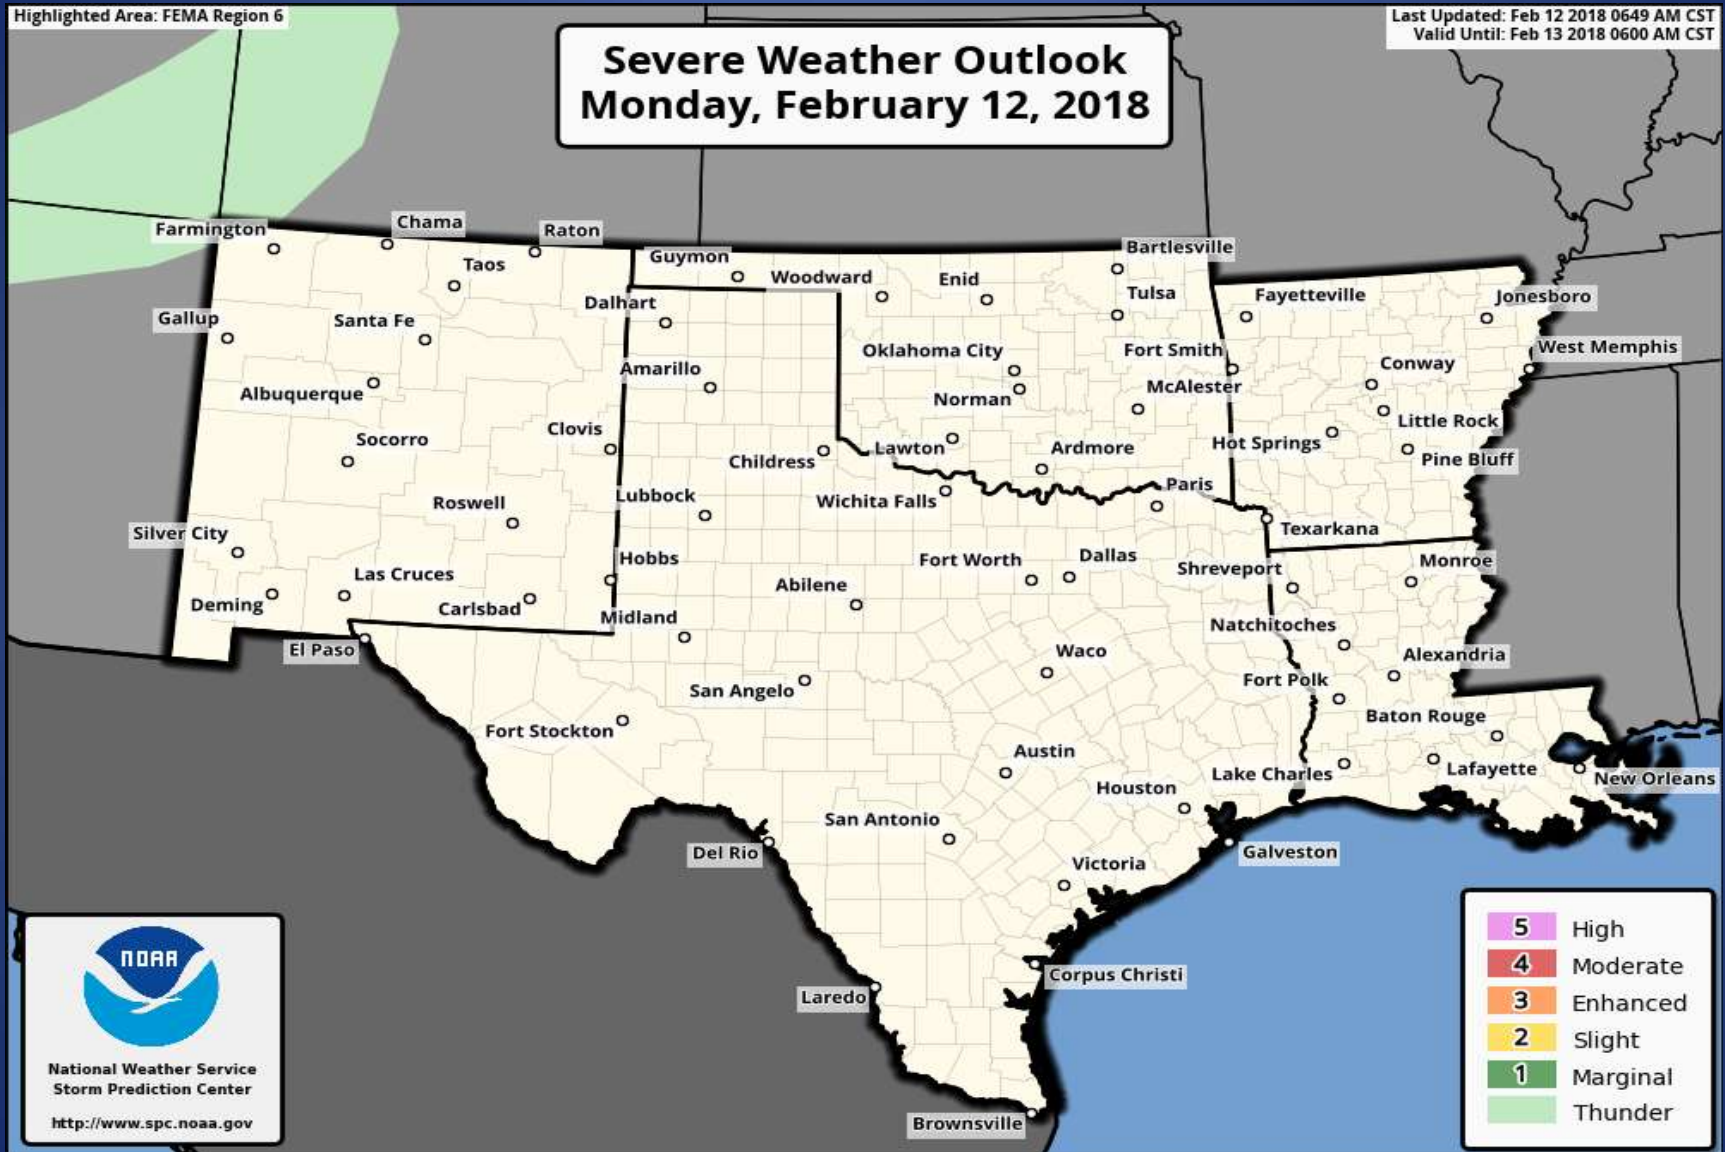 Highlighted Area: FEMA Region 6
Last Updated: Feb 12 2018 0649 AM CST
Valid Until: Feb 13 2018 0600 AM CST
Severe Weather Outlook
Monday, February 12, 2018
Farmington
Chama
Raton
Taos
Guymon
Woodward
Enid
Bartlesville
Tulsa
Fayetteville
Jonesboro
Gallup
Santa Fe
Dalhart
Oklahoma City
Fort Smith
West Memphis
Albuquerque
Amarillo
Norman
McAlester
Conway
Little Rock
Socorro
Clovis
Childress
Lawton
Ardmore
Hot Springs
Pine Bluff
Roswell
Lubbock
Wichita Falls
Paris
Texarkana
Silver City
Las Cruces
Hobbs
Abilene
Fort Worth
Dallas
Shreveport
Monroe
Deming
Carlsbad
Midland
Natchitoches
El Paso
San Angelo
Waco
Alexandria
Fort Polk
Fort Stockton
Austin
Baton Rouge
Houston
Lake Charles
Lafayette
New Orleans
San Antonio
Del Rio
Victoria
Galveston
Corpus Christi
Laredo
Brownsville
NOAA
National Weather Service
Storm Prediction Center
http://www.spc.noaa.gov
5 High
4 Moderate
3 Enhanced
2 Slight
1 Marginal
Thunder